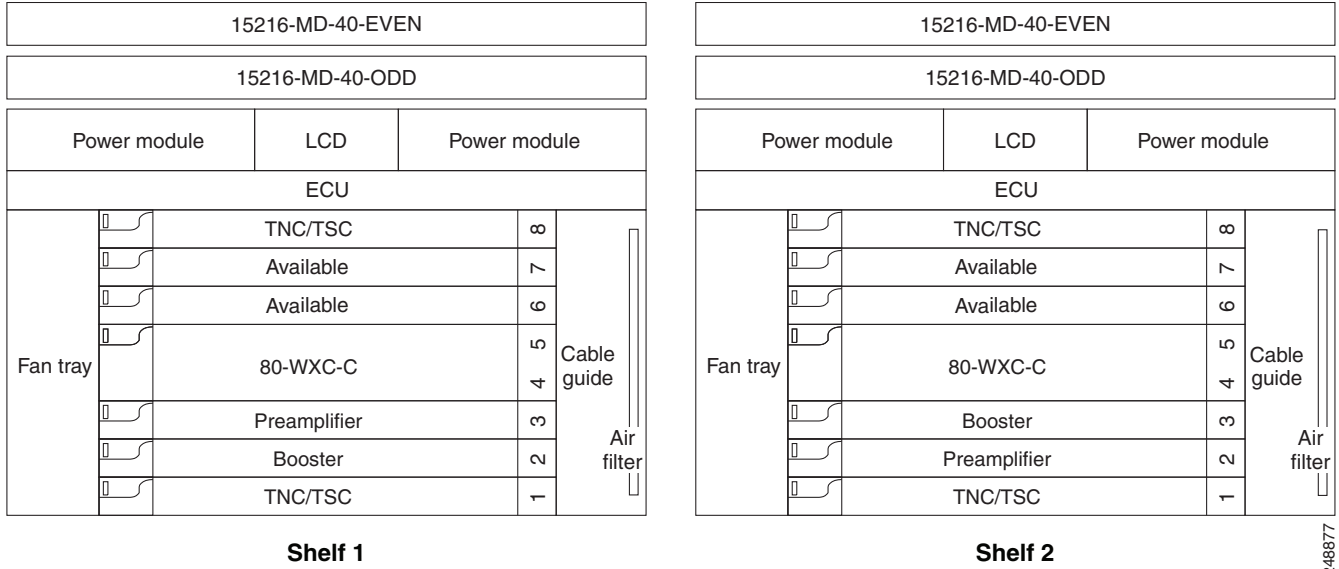 15216-MD-40-EVEN
15216-MD-40-ODD
Power module LCD Power module
ECU
Fan tray
TNC/TSC 8
Available 7
Available 6
80-WXC-C 5 4
Preamplifier 3
Booster 2
TNC/TSC 1
Cable
guide
Air
filter
Shelf 1
15216-MD-40-EVEN
15216-MD-40-ODD
Power module LCD Power module
ECU
Fan tray
TNC/TSC 8
Available 7
Available 6
80-WXC-C 5 4
Booster 3
Preamplifier 2
TNC/TSC 1
Cable
guide
Air
filter
Shelf 2
248877